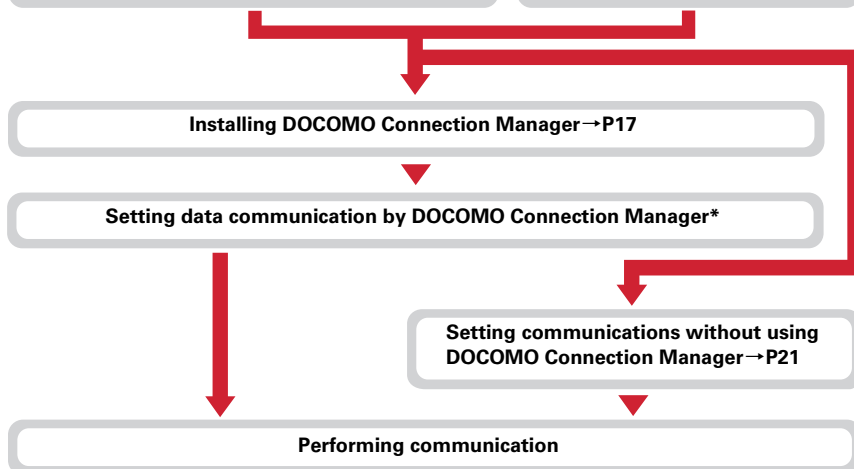 Installing DOCOMO Connection Manager→P17
Setting data communication by DOCOMO Connection Manager*
Setting communications without using
DOCOMO Connection Manager→P21
Performing communication